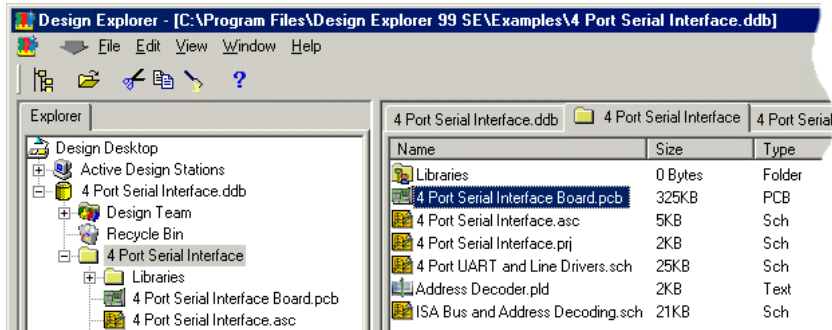 Design Explorer - [C:\Program Files\Design Explorer 99 SE\Examples\4 Port Serial Interface.ddb]
File Edit View Window Help
?
Explorer
Design Desktop
Active Design Stations
4 Port Serial Interface.ddb
Design Team
Recycle Bin
4 Port Serial Interface
Libraries
4 Port Serial Interface Board.pcb
4 Port Serial Interface.asc
4 Port Serial Interface.ddb 4 Port Serial Interface 4 Port Serial
Name Size Type
Libraries 0 Bytes Folder
4 Port Serial Interface Board.pcb 325KB PCB
4 Port Serial Interface.asc 5KB Sch
4 Port Serial Interface.prj 2KB Sch
4 Port UART and Line Drivers.sch 25KB Sch
Address Decoder.pld 2KB Text
ISA Bus and Address Decoding.sch 21KB Sch